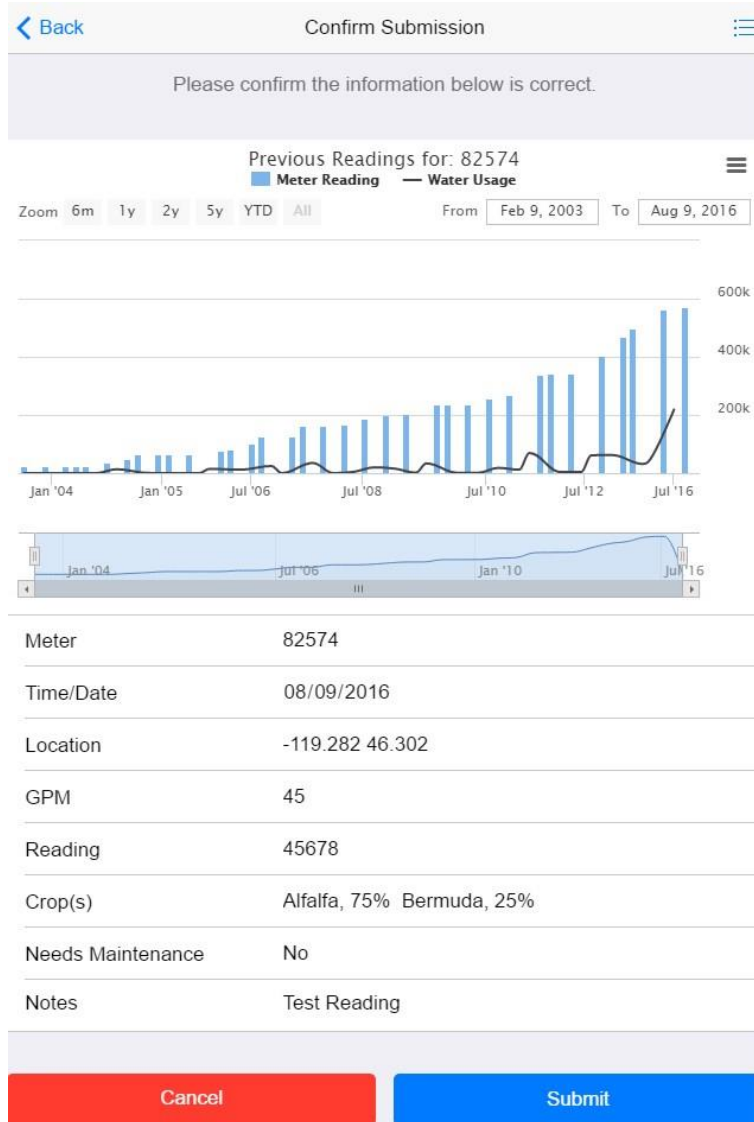 Back Confirm Submission
Please confirm the information below is correct.
Previous Readings for: 82574
Meter Reading Water Usage
Zoom 6m 1y 2y 5y YTD All From Feb 9, 2003 To Aug 9, 2016
600k
400k
200k
Jan '04 Jan '05 Jul '06 Jul '08 Jul '10 Jul '12 Jul '16
Jan '04 Jul '06 Jan '10 Jul '16
Meter 82574
Time/Date 08/09/2016
Location -119.282 46.302
GPM 45
Reading 45678
Crop(s) Alfalfa, 75% Bermuda, 25%
Needs Maintenance No
Notes Test Reading
Cancel Submit